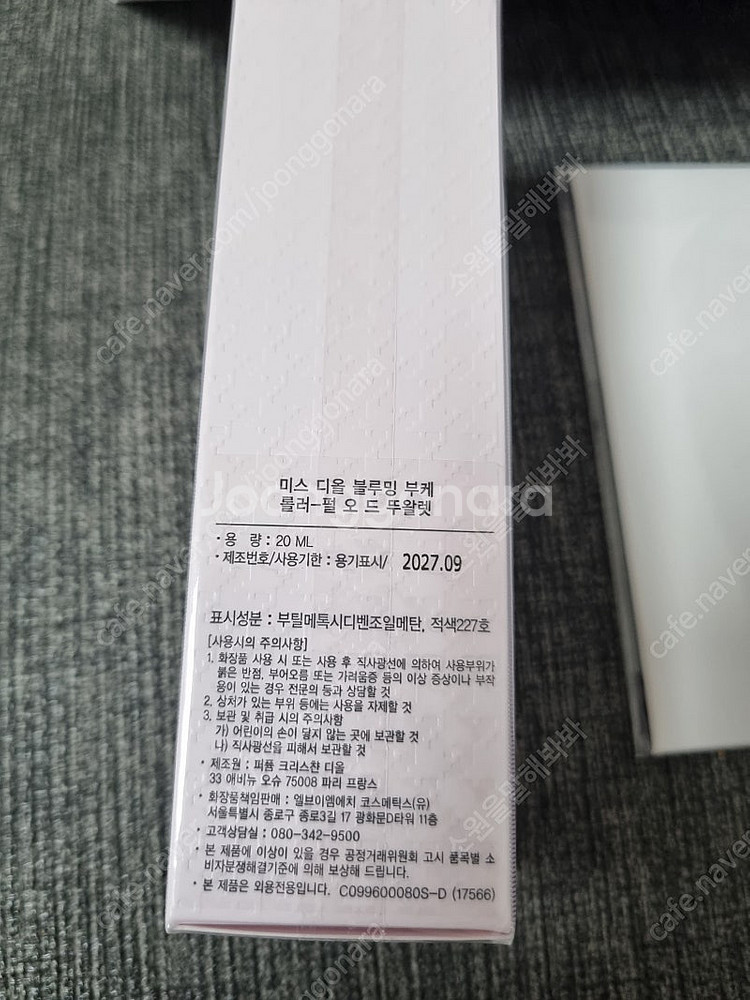 미스 디올 블루밍 부케
롤러-펄 오 드 뚜왈렛
• 용 량 : 20 ML
• 제조번호/사용기한 : 용기표시/ 2027.09
표시성분 : 부틸메톡시디벤조일메탄, 적색227호
[사용시의 주의사항]
1. 화장품 사용 시 또는 사용 후 직사광선에 의하여 사용부위가
붉은 반점, 부어오름 또는 가려움증 등의 이상 증상이나 부작
용이 있는 경우 전문의 등과 상담할 것
2. 상처가 있는 부위 등에는 사용을 자제할 것
3. 보관 및 취급 시의 주의사항
가) 어린이의 손이 닿지 않는 곳에 보관할 것
나) 직사광선을 피해서 보관할 것
• 제조원 : 퍼퓸 크리스챤 디올
33 애비뉴 오슈 75008 파리 프랑스
• 화장품책임판매 : 엘브이엠에치 코스메틱스(유)
서울특별시 종로구 종로3길 17 광화문D타워 11층
• 고객상담실 : 080-342-9500
• 본 제품에 이상이 있을 경우 공정거래위원회 고시 품목별 소
비자분쟁해결기준에 의해 보상해 드립니다.
• 본 제품은 외용전용입니다. C099600080S-D (17566)
Joonggonara
cafe.naver.com/joonggonara
소원을말해봐봐
cafe.naver